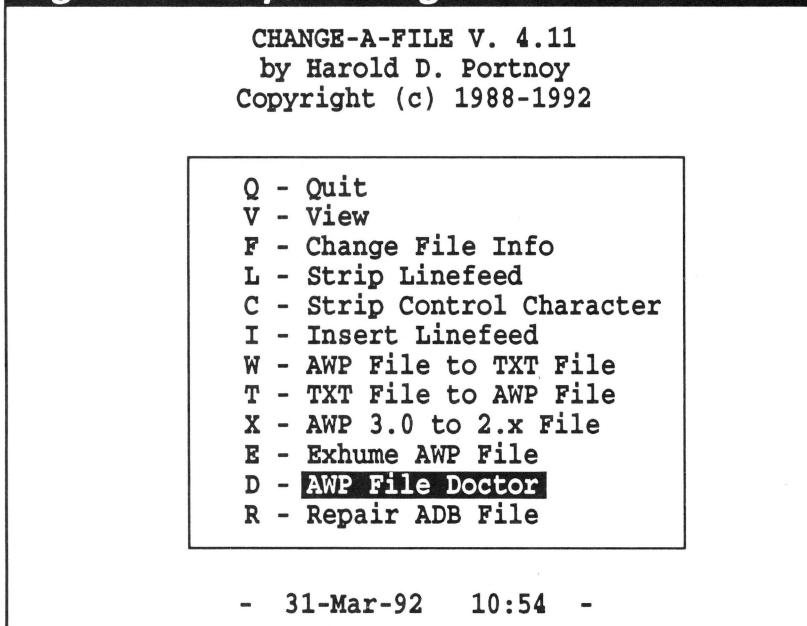 CHANGE-A-FILE V. 4.11
by Harold D. Portnoy
Copyright (c) 1988-1992
Q - Quit
V - View
F - Change File Info
L - Strip Linefeed
C - Strip Control Character
I - Insert Linefeed
W - AWP File to TXT File
T - TXT File to AWP File
X - AWP 3.0 to 2.x File
E - Exhume AWP File
D - AWP File Doctor
R - Repair ADB File
- 31-Mar-92 10:54 -